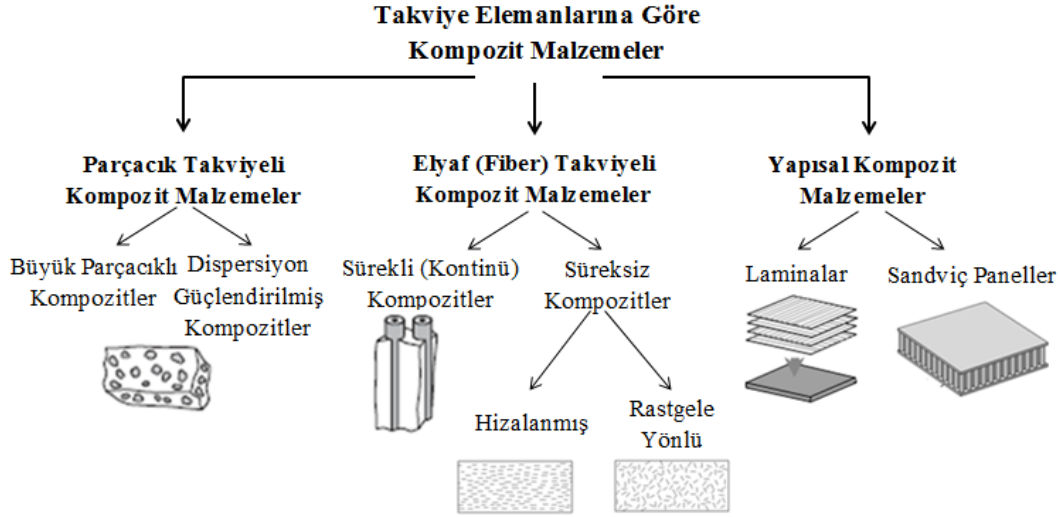 Takviye Elemanlarına Göre
Kompozit Malzemeler
Parçacık Takviyeli
Kompozit Malzemeler
Büyük Parçacıklı
Kompozitler
Dispersiyon
Güçlendirilmiş
Kompozitler
Elyaf (Fiber) Takviyeli
Kompozit Malzemeler
Sürekli (Kontinü)
Kompozitler
Süreksiz
Kompozitler
Hizalanmış
Rastgele
Yönlü
Yapısal Kompozit
Malzemeler
Laminalar
Sandviç Paneller